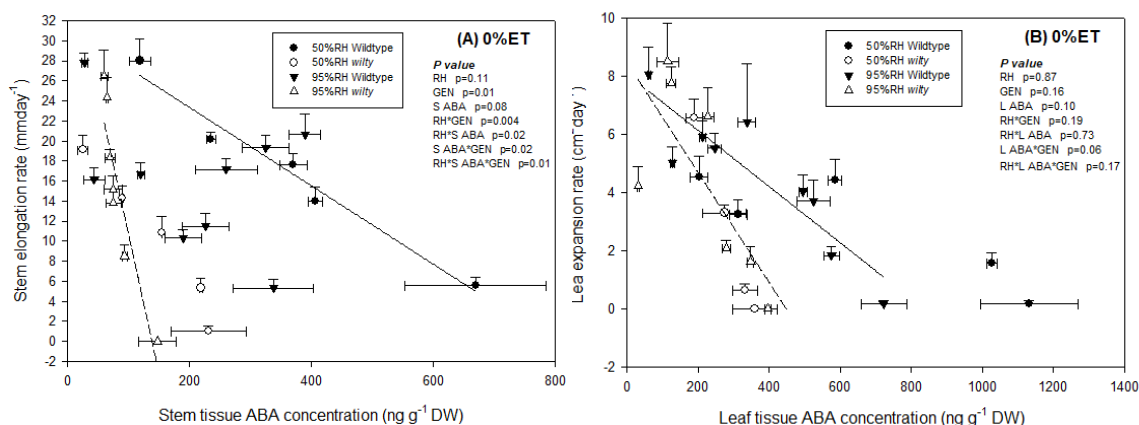 (A) 0%ET
50%RH Wildtype
50%RH wilty
95%RH Wildtype
95%RH wilty
P value
RH p=0.11
GEN p=0.01
S ABA p=0.08
RH*GEN p=0.004
RH*S ABA p=0.02
S ABA*GEN p=0.02
RH*S ABA*GEN p=0.01
Stem elongation rate (mmday-1)
32
30
28
26
24
22
20
18
16
14
12
10
8
6
4
2
0
-2
0
200
400
600
800
Stem tissue ABA concentration (ng g-1 DW)
(B) 0%ET
50%RH Wildtype
50%RH wilty
95%RH Wildtype
95%RH wilty
P value
RH p=0.87
GEN p=0.16
L ABA p=0.10
RH*GEN p=0.19
RH*L ABA p=0.73
L ABA*GEN p=0.06
RH*L ABA*GEN p=0.17
Lea expansion rate (cm day
10
8
6
4
2
0
-2
0
200
400
600
800
1000
1200
1400
Leaf tissue ABA concentration (ng g-1 DW)